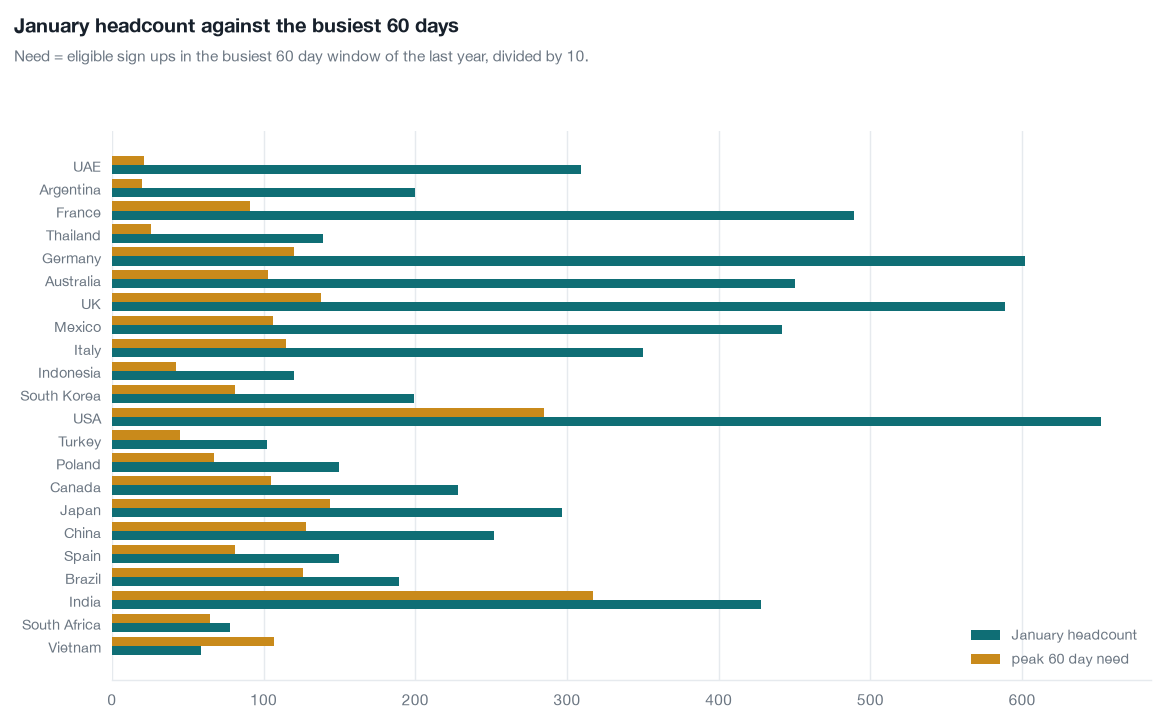 January headcount against the busiest 60 days
Need = eligible sign ups in the busiest 60 day window of the last year, divided by 10.
UAE
Argentina
France
Thailand
Germany
Australia
UK
Mexico
Italy
Indonesia
South Korea
USA
Turkey
Poland
Canada
Japan
China
Spain
Brazil
India
South Africa
Vietnam
January headcount
peak 60 day need
0 100 200 300 400 500 600